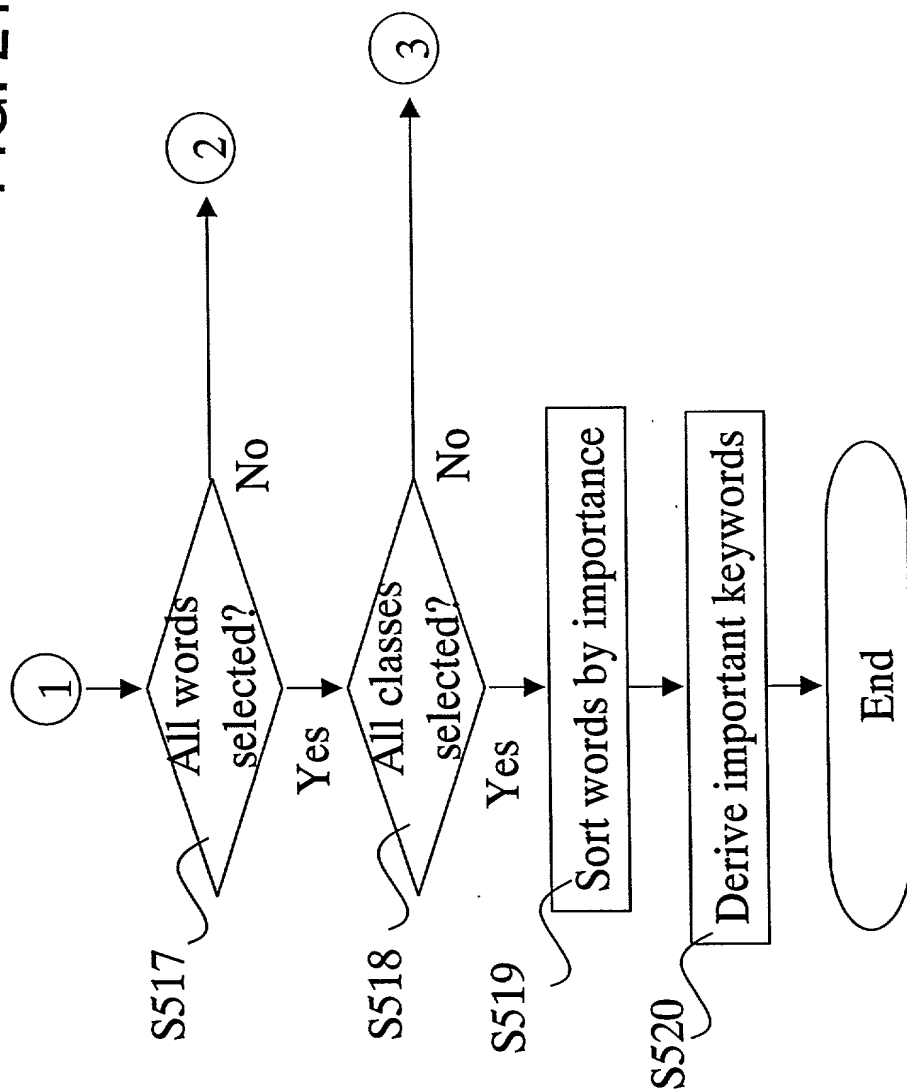 1
S517
All words
selected?
No
2
Yes
S518
All classes
selected?
No
3
Yes
S519
Sort words by importance
S520
Derive important keywords
End